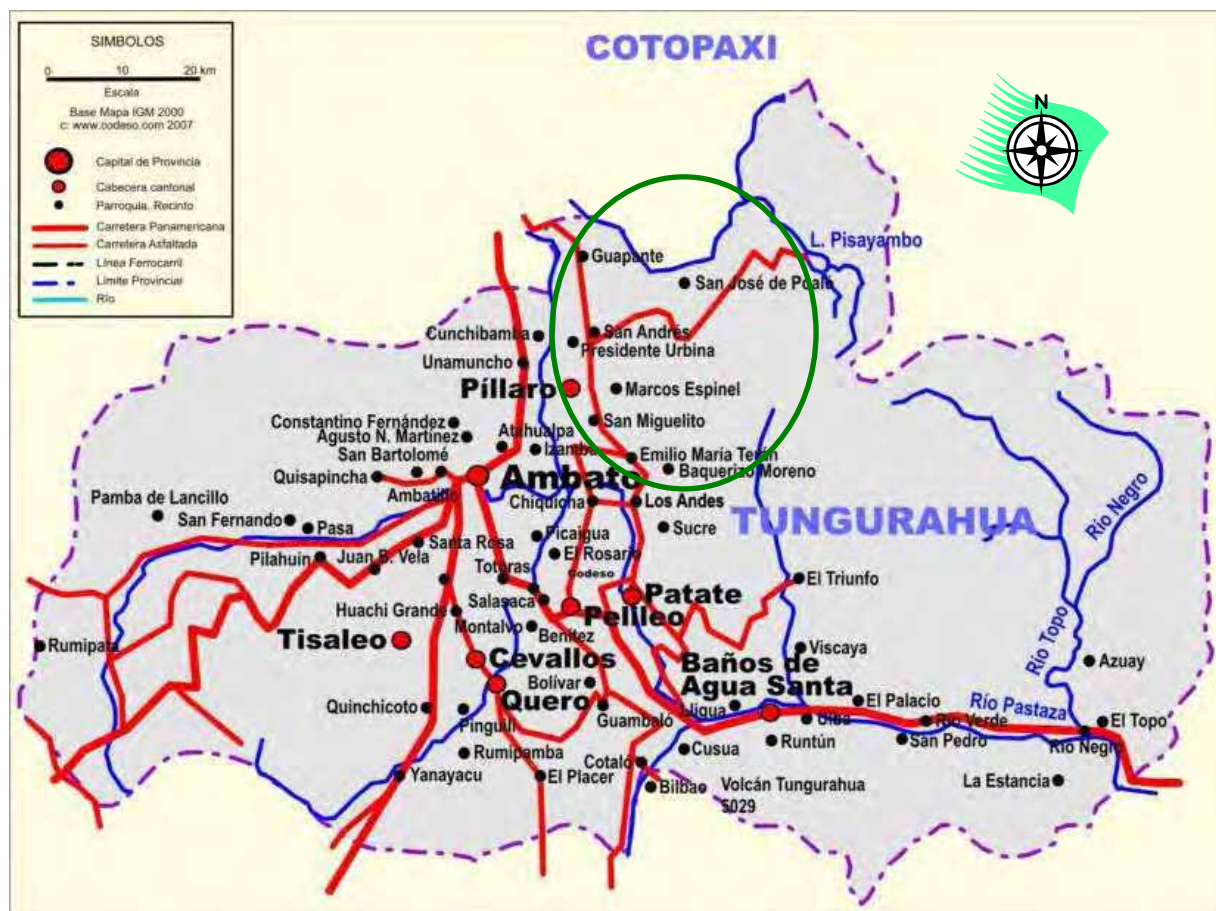 SIMBOLOS
0 10 20 km
Escala
Base Mapa IGM 2000
c: www.codeso.com 2007
Capital de Provincia
Cabecera cantonal
Parroquia, Recinto
Carretera Panamericana
Carretera Asfaltada
Línea Ferrocarril
Límite Provincial
Río
COTOPAXI
N
L. Pisayambo
Guapante
San José de Poaló
Cunchibamba
San Andrés
Presidente Urbina
Unamuncho
Píllaro
Marcos Espinel
Constantino Fernández
San Miguelito
Agusto N. Martínez
Atahualpa
Izamba
San Bartolomé
Emilio María Terán
Quisapincha
Ambato
Baquerizo Moreno
Ambatillo
Chiquicha
Los Andes
Pamba de Lancillo
San Fernando
Pasa
Picaigua
Sucre
TUNGURAHUA
Río Negro
Pilahuín
Juan B. Vela
Santa Rosa
El Rosario
Codeso
Totoras
El Triunfo
Salasaca
Patate
Huachi Grande
Pelileo
Montalvo
Benítez
Tisaleo
Rumipata
Viscaya
Río Topo
Azuay
Cevallos
Baños de
Agua Santa
Bolívar
Quero
El Palacio
Río Pastaza
Quinchicoto
Pinguilí
Guambaló
Lligua
Ulba
Río Verde
El Topo
Río Negro
Rumipamba
Cusua
Runtún
San Pedro
Yanayacu
El Placer
Cotaló
Bilbao
Volcán Tungurahua
5029
La Estancia